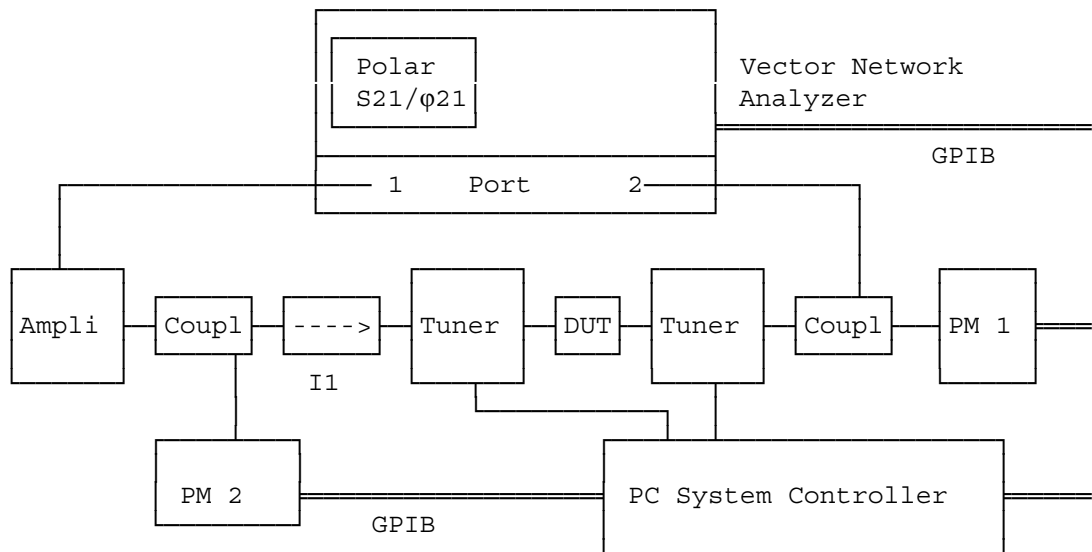 Polar
S21/φ21
Vector Network
Analyzer
GPIB
1 Port 2
Ampli
Coupl
---->
Tuner
DUT
Tuner
Coupl
PM 1
I1
PM 2
PC System Controller
GPIB